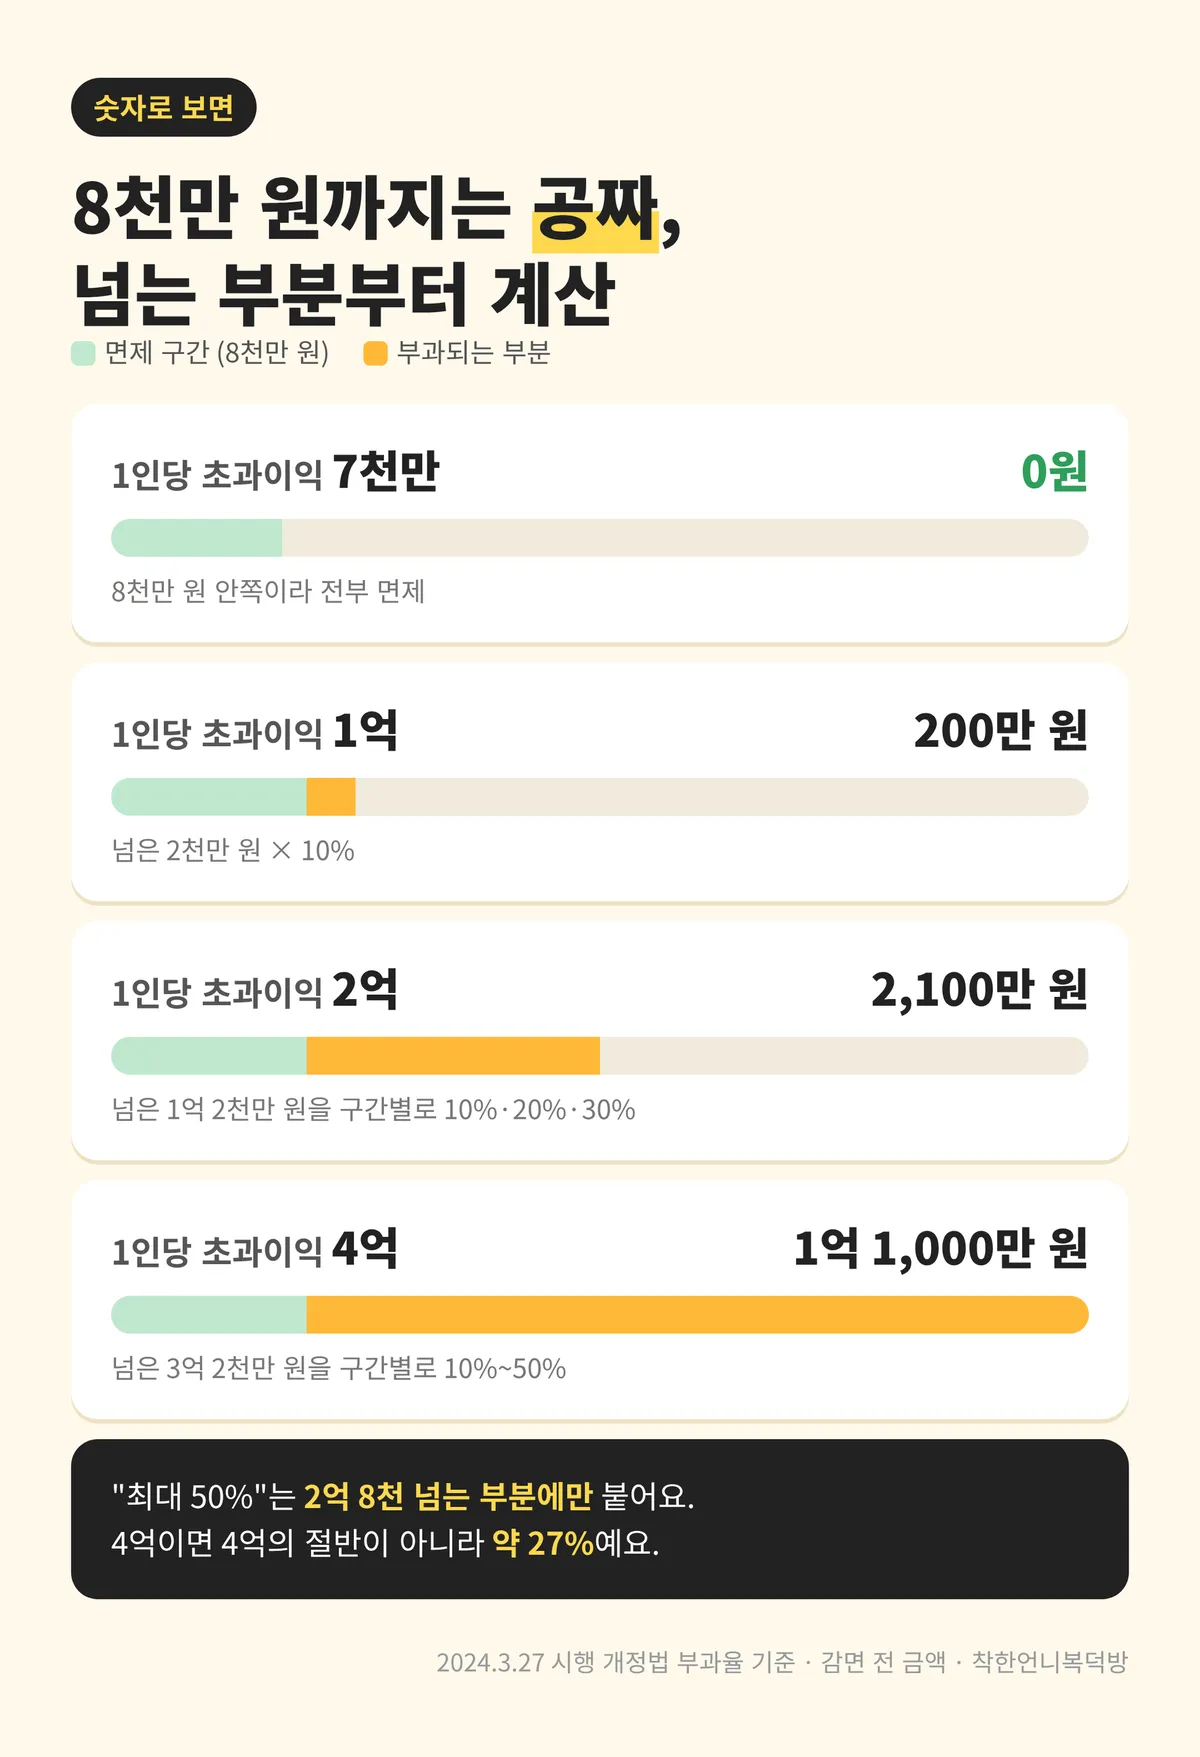 숫자로 보면
8천만 원까지는 공짜,
넘는 부분부터 계산
면제 구간 (8천만 원) 부과되는 부분
1인당 초과이익 7천만 0원
8천만 원 안쪽이라 전부 면제
1인당 초과이익 1억 200만 원
넘은 2천만 원 × 10%
1인당 초과이익 2억 2,100만 원
넘은 1억 2천만 원을 구간별로 10%·20%·30%
1인당 초과이익 4억 1억 1,000만 원
넘은 3억 2천만 원을 구간별로 10%~50%
"최대 50%"는 2억 8천 넘는 부분에만 붙어요.
4억이면 4억의 절반이 아니라 약 27%예요.
2024.3.27 시행 개정법 부과율 기준 · 감면 전 금액 · 착한언니복덕방